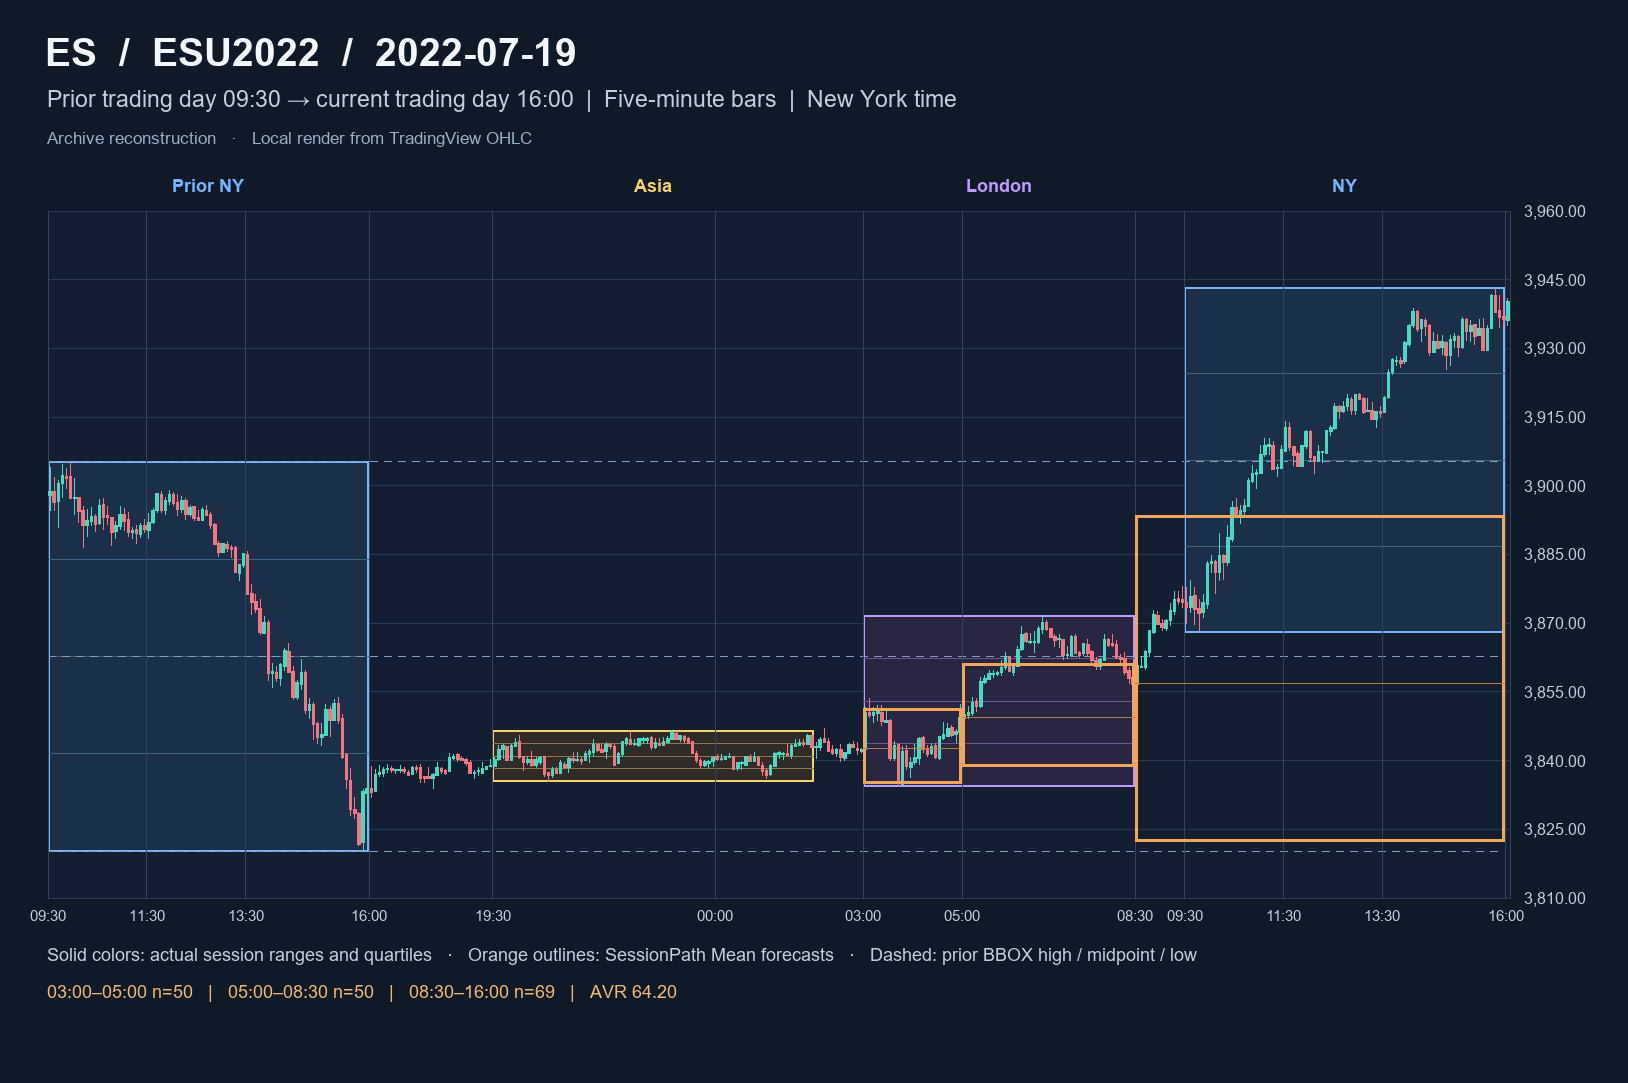 ES / ESU2022 / 2022-07-19
Prior trading day 09:30 → current trading day 16:00 | Five-minute bars | New York time
Archive reconstruction · Local render from TradingView OHLC
Prior NY Asia London NY
3,960.00
3,945.00
3,930.00
3,915.00
3,900.00
3,885.00
3,870.00
3,855.00
3,840.00
3,825.00
3,810.00
09:30 11:30 13:30 16:00 19:30 00:00 03:00 05:00 08:30 09:30 11:30 13:30 16:00
Solid colors: actual session ranges and quartiles · Orange outlines: SessionPath Mean forecasts · Dashed: prior BBOX high / midpoint / low
03:00–05:00 n=50 | 05:00–08:30 n=50 | 08:30–16:00 n=69 | AVR 64.20